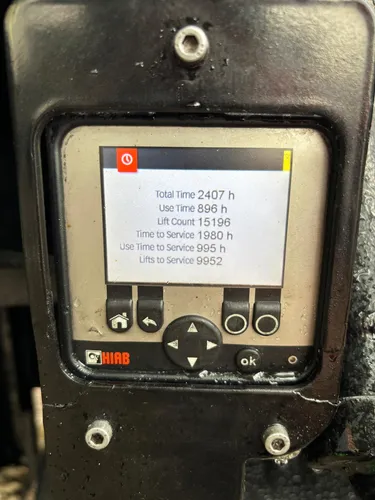 Total Time 2407 h
Use Time 896 h
Lift Count 15196
Time to Service 1980 h
Use Time to Service 995 h
Lifts to Service 9952
HIAB
ok